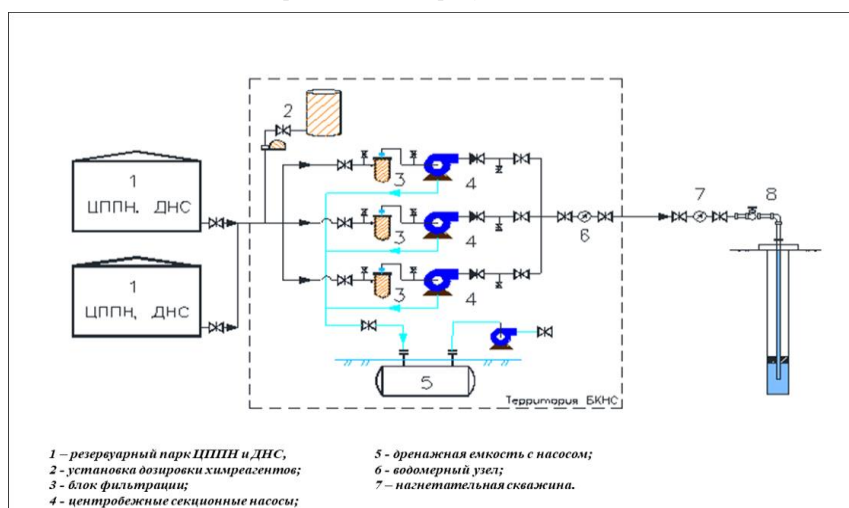 2
1
ЦППН. ДНС
3
4
7
8
3
4
6
1
ЦППН, ДНС
3
4
5
Территория БКНС
1 – резервуарный парк ЦППН и ДНС,
2 - установка дозировки химреагентов;
3 - блок фильтрации;
4 - центробежные секционные насосы;
5 - дренажная емкость с насосом;
6 - водомерный узел;
7 – нагнетательная скважина.